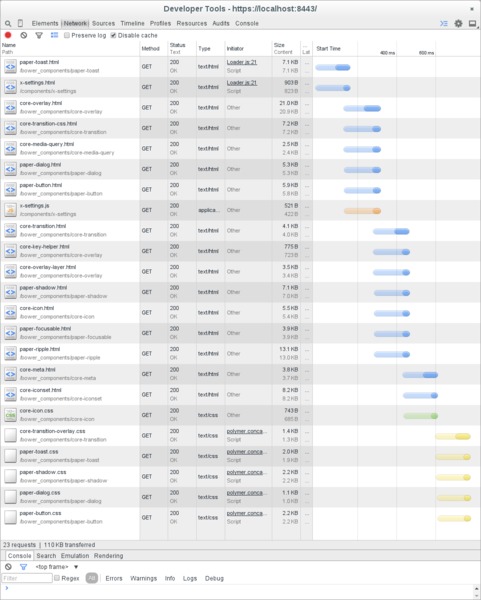 Developer Tools - https://localhost:8443/
Elements Network Sources Timeline Profiles Resources Audits Console
Preserve log Disable cache
Name Path Method Status Text Type Initiator Size Content ... Lat Start Time 400 ms 600 ms
paper-toast.html GET 200 text/html Loader.js:21 7.1 KB ...
/bower_components/paper-toast OK Script 7.1 KB ...
x-settings.html GET 200 text/html Loader.js:21 903 B ...
/components/x-settings OK Script 623 B ...
core-overlay.html GET 200 text/html Other 21.0 KB ...
/bower_components/core-overlay OK 20.8 KB ...
core-transition-css.html GET 200 text/html Other 7.2 KB ...
/bower_components/core-transition OK 7.2 KB ...
core-media-query.html GET 200 text/html Other 2.5 KB ...
/bower_components/core-media-query OK 2.4 KB ...
paper-dialog.html GET 200 text/html Other 5.3 KB ...
/bower_components/paper-dialog OK 5.3 KB ...
paper-button.html GET 200 text/html Other 5.9 KB ...
/bower_components/paper-button OK 5.8 KB ...
x-settings.js GET 200 applica... Other 521 B ...
/components/x-settings OK 422 B ...
core-transition.html GET 200 text/html Other 4.1 KB ...
/bower_components/core-transition OK 4.0 KB ...
core-key-helper.html GET 200 text/html Other 775 B ...
/bower_components/core-overlay OK 723 B ...
core-overlay-layer.html GET 200 text/html Other 3.5 KB ...
/bower_components/core-overlay OK 3.4 KB ...
paper-shadow.html GET 200 text/html Other 7.1 KB ...
/bower_components/paper-shadow OK 7.0 KB ...
core-icon.html GET 200 text/html Other 5.5 KB ...
/bower_components/core-icon OK 5.4 KB ...
paper-focusable.html GET 200 text/html Other 3.9 KB ...
/bower_components/paper-focusable OK 3.9 KB ...
paper-ripple.html GET 200 text/html Other 13.1 KB ...
/bower_components/paper-ripple OK 13.0 KB ...
core-meta.html GET 200 text/html Other 3.8 KB ...
/bower_components/core-meta OK 3.7 KB ...
core-iconset.html GET 200 text/html Other 8.2 KB ...
/bower_components/core-iconset OK 8.2 KB ...
core-icon.css GET 200 text/css Other 743 B ...
/bower_components/core-icon OK ...
core-transition-overlay.css GET 200 text/css polymer.conca... 1.4 KB ...
/bower_components/core-transition OK Script 1.3 KB ...
paper-toast.css GET 200 text/css polymer.conca... 2.0 KB ...
/bower_components/paper-toast OK Script ...
paper-shadow.css GET 200 text/css polymer.conca... 2.2 KB ...
/bower_components/paper-shadow OK Script 2.2 KB ...
paper-dialog.css GET 200 text/css polymer.conca... 1.1 KB ...
/bower_components/paper-dialog OK Script 1.0 KB ...
paper-button.css GET 200 text/css polymer.conca... 2.2 KB ...
/bower_components/paper-button OK Script 2.2 KB ...
23 requests | 110 KB transferred
Console Search Emulation Rendering
<top frame>
Filter Regex All Errors Warnings Info Logs Debug